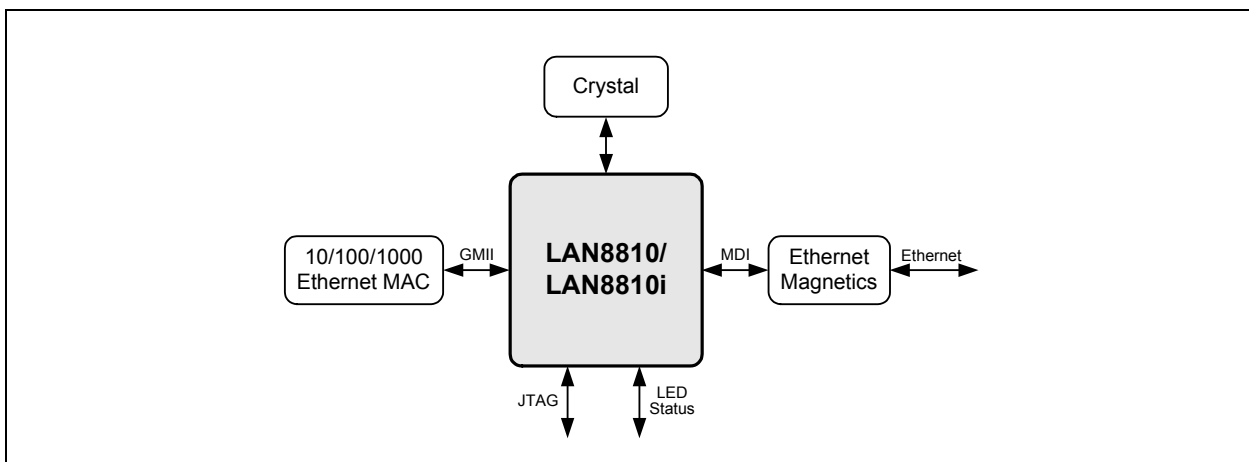 Crystal
10/100/1000
Ethernet MAC
GMII
LAN8810/
LAN8810i
MDI
Ethernet
Magnetics
Ethernet
JTAG
LED
Status